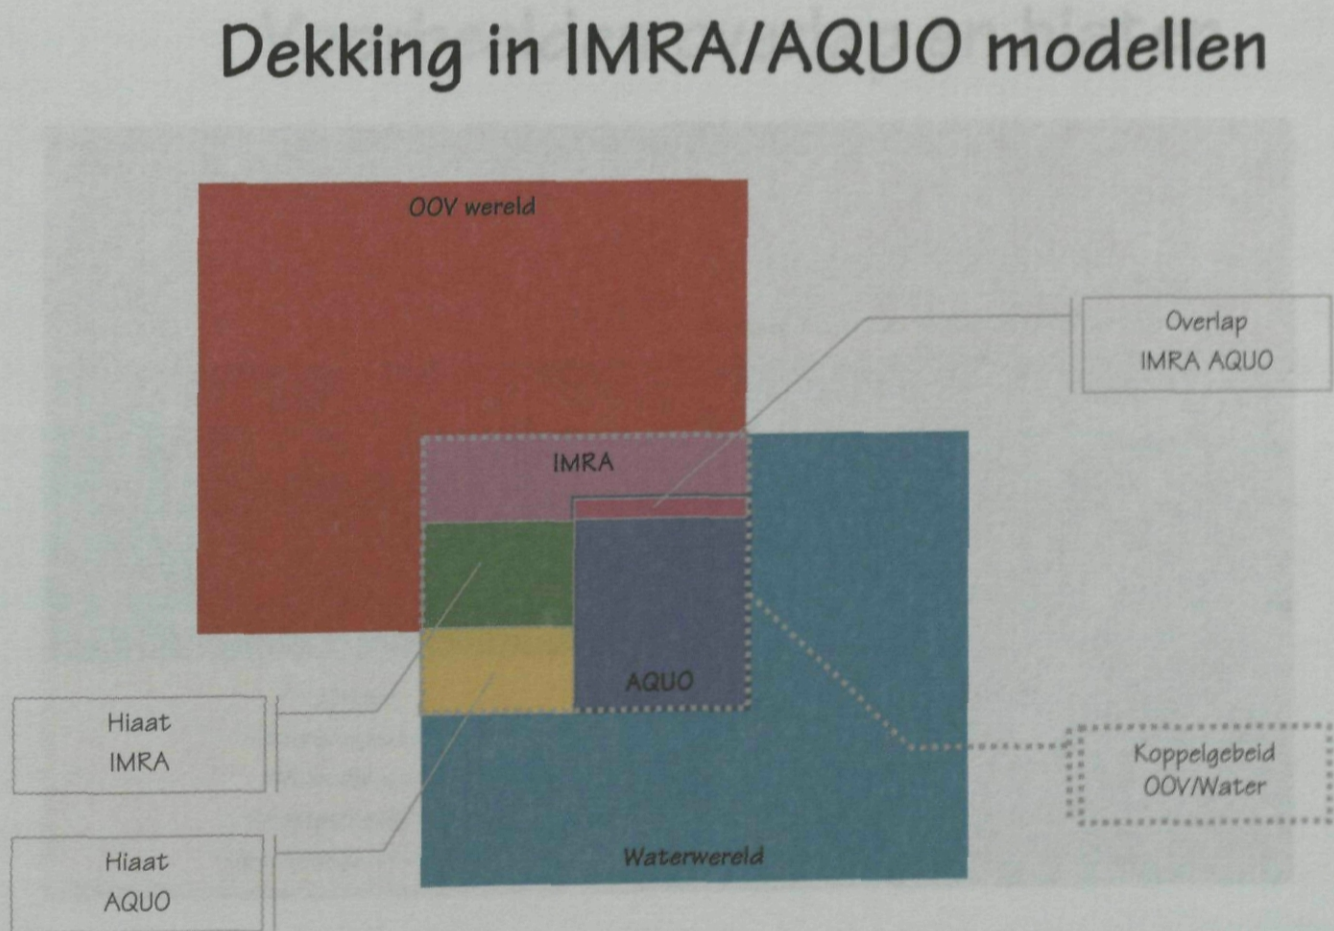 Dekking in IMRA/AQUO modellen
OOV wereld
Overlap
IMRA AQUO
IMRA
AQUO
Hiaat
IMRA
Koppelgebeid
OOV/Water
Hiaat
AQUO
Waterwereld